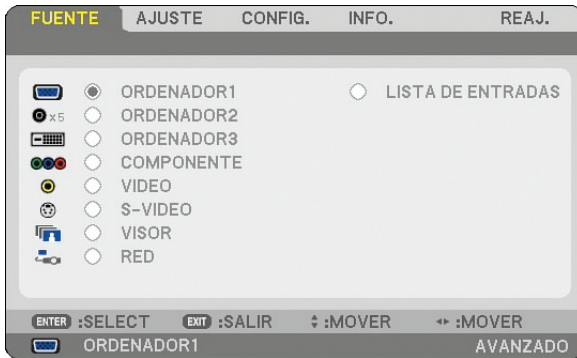 FUENTE AJUSTE CONFIG. INFO. REAJ.
ORDENADOR1 LISTA DE ENTRADAS
x5 ORDENADOR2
ORDENADOR3
COMPONENTE
VIDEO
S-VIDEO
VISOR
RED
ENTER :SELECT EXIT :SALIR :MOVER :MOVER
ORDENADOR1 AVANZADO